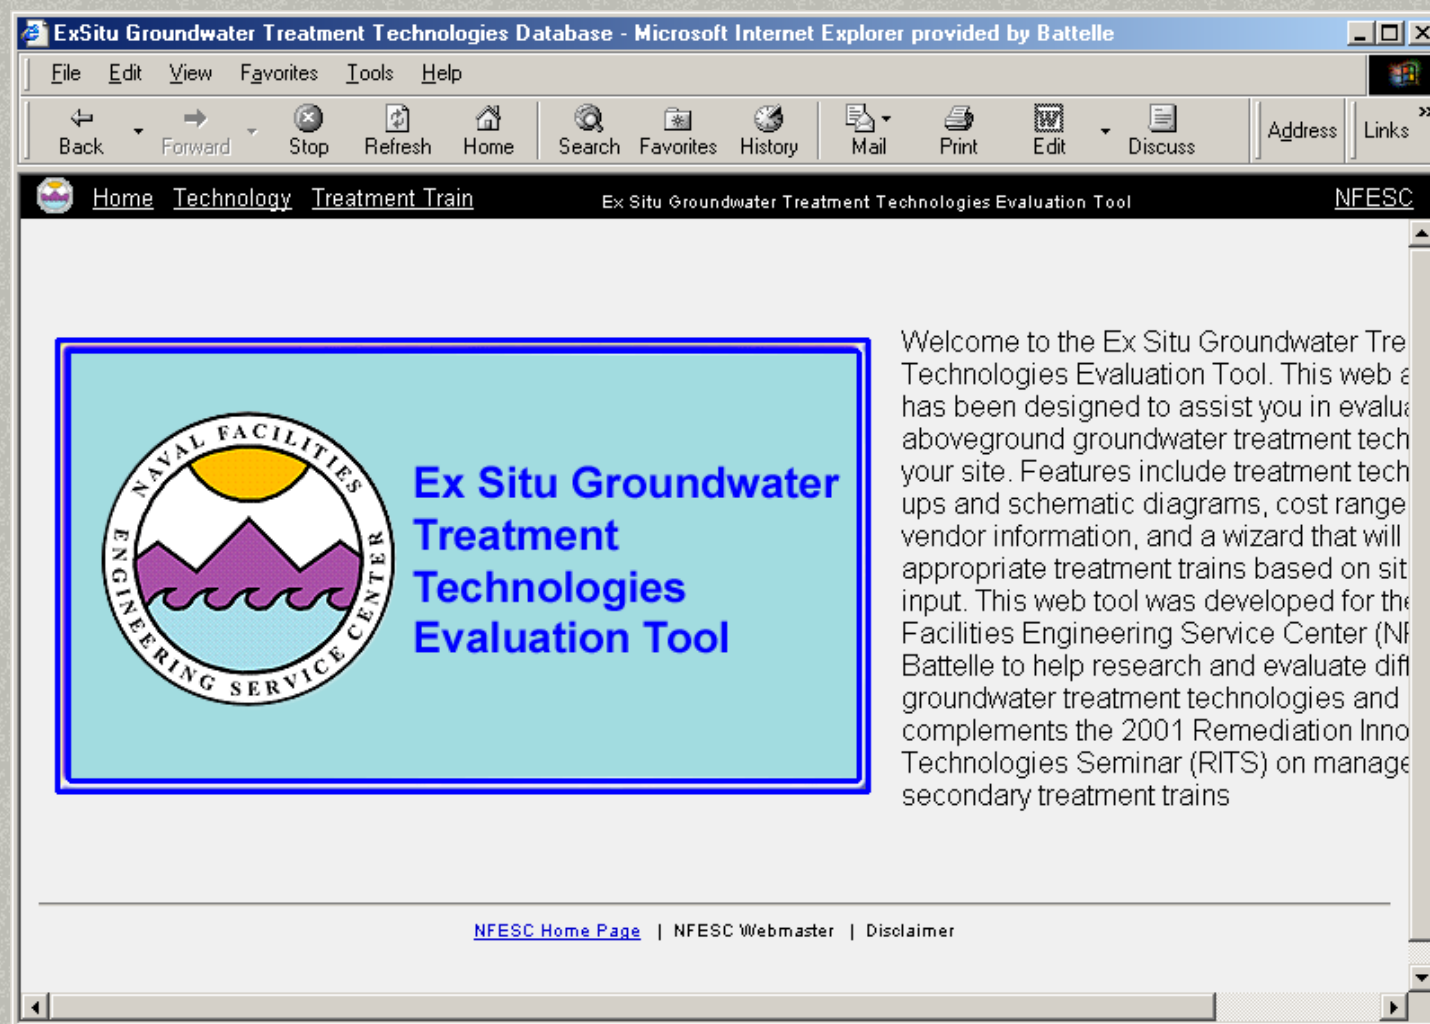 ExSitu Groundwater Treatment Technologies Database - Microsoft Internet Explorer provided by Battelle
File Edit View Favorites Tools Help
Back Forward Stop Refresh Home Search Favorites History Mail Print Edit Discuss Address Links »
Home Technology Treatment Train Ex Situ Groundwater Treatment Technologies Evaluation Tool NFESC
NAVAL FACILITIES
ENGINEERING SERVICE CENTER
Ex Situ Groundwater
Treatment
Technologies
Evaluation Tool
Welcome to the Ex Situ Groundwater Tre
Technologies Evaluation Tool. This web a
has been designed to assist you in evalua
aboveground groundwater treatment tech
your site. Features include treatment tech
ups and schematic diagrams, cost range
vendor information, and a wizard that will
appropriate treatment trains based on sit
input. This web tool was developed for the
Facilities Engineering Service Center (NF
Battelle to help research and evaluate diff
groundwater treatment technologies and
complements the 2001 Remediation Inno
Technologies Seminar (RITS) on manage
secondary treatment trains
NFESC Home Page | NFESC Webmaster | Disclaimer